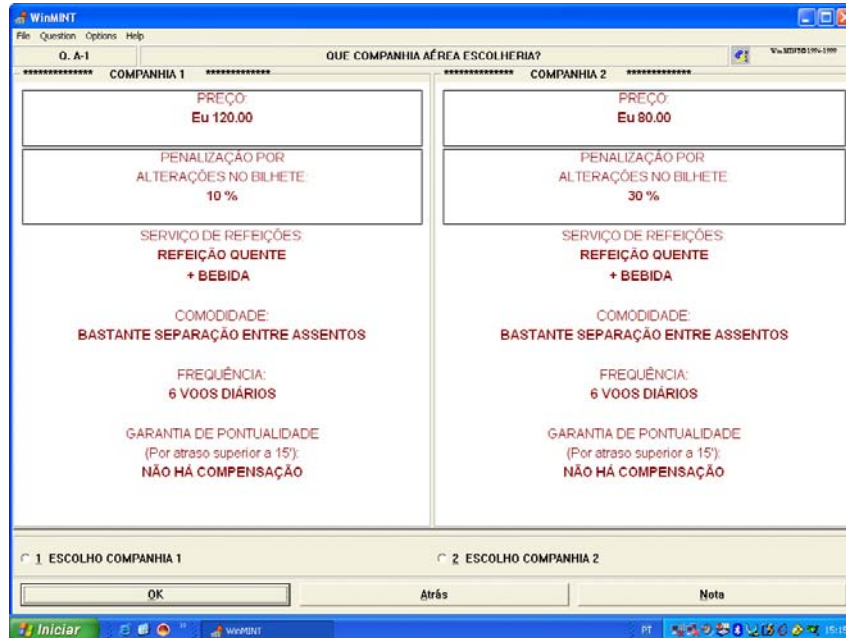 WinMINT
File Question Options Help
Q. A-1
QUE COMPANHIA AÉREA ESCOLHERIA?
************** COMPANHIA 1 *************
PREÇO:
Eu 120.00
PENALIZAÇÃO POR
ALTERAÇÕES NO BILHETE:
10 %
SERVIÇO DE REFEIÇÕES:
REFEIÇÃO QUENTE
+ BEBIDA
COMODIDADE:
BASTANTE SEPARAÇÃO ENTRE ASSENTOS
FREQUÊNCIA:
6 VOOS DIÁRIOS
GARANTIA DE PONTUALIDADE
(Por atraso superior a 15'):
NÃO HÁ COMPENSAÇÃO
************** COMPANHIA 2 *************
PREÇO:
Eu 80.00
PENALIZAÇÃO POR
ALTERAÇÕES NO BILHETE:
30 %
SERVIÇO DE REFEIÇÕES:
REFEIÇÃO QUENTE
+ BEBIDA
COMODIDADE:
BASTANTE SEPARAÇÃO ENTRE ASSENTOS
FREQUÊNCIA:
6 VOOS DIÁRIOS
GARANTIA DE PONTUALIDADE
(Por atraso superior a 15'):
NÃO HÁ COMPENSAÇÃO
1 ESCOLHO COMPANHIA 1
2 ESCOLHO COMPANHIA 2
OK
Atrás
Nota
Iniciar
WinMINT
PT
15:15